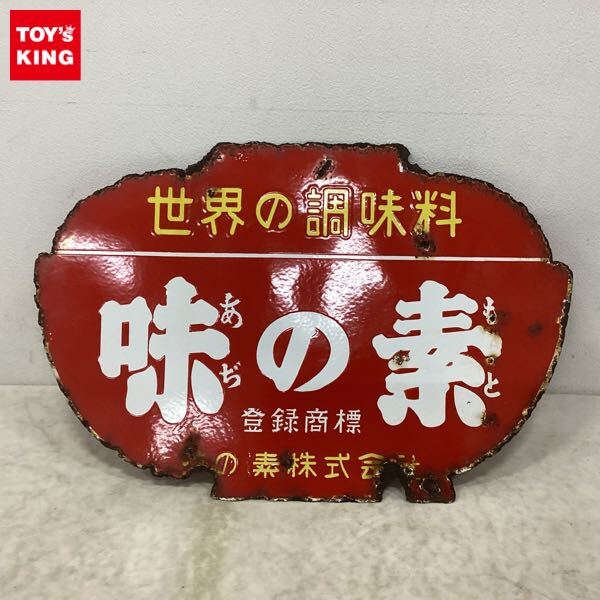 TOY's
KING
世界の調味料
味の素
あぢ
もと
登録商標
の素株式会社